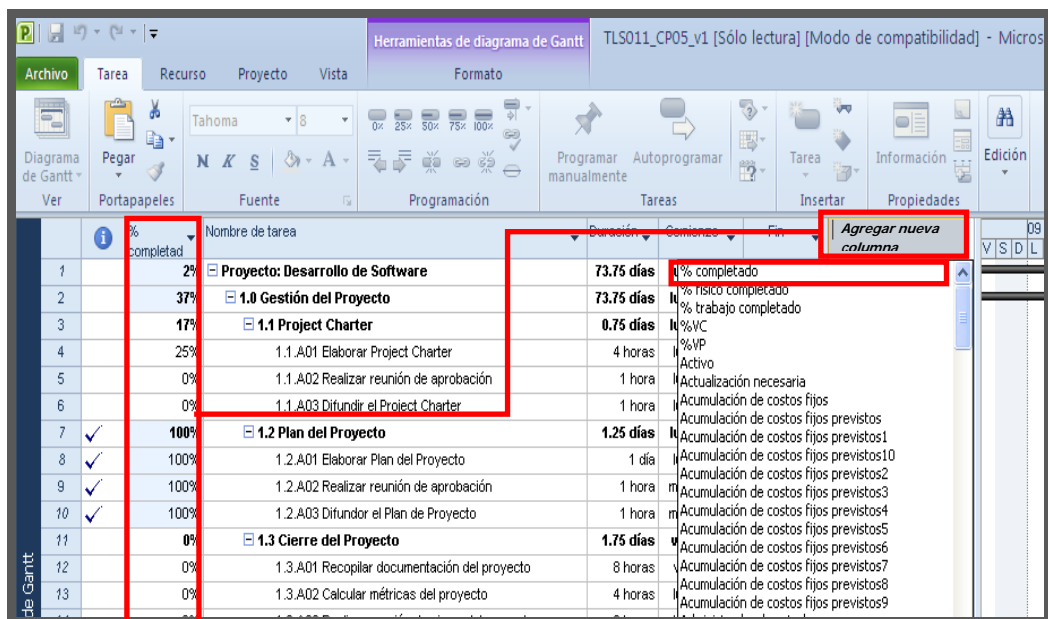 Herramientas de diagrama de Gantt
TLS011_CP05_v1 [Sólo lectura] [Modo de compatibilidad] - Micros
Archivo Tarea Recurso Proyecto Vista Formato
Tahoma 8
0% 25% 50% 75% 100%
N K S A
Diagrama de Gantt
Pegar
Programar manualmente
Autoprogramar
Tarea
Información
Edición
Ver Portapapeles Fuente Programación Tareas Insertar Propiedades
% completad Nombre de tarea Duración Comienzo Fin Agregar nueva columna 09
V S D L
1 2% Proyecto: Desarrollo de Software 73.75 días
2 37% 1.0 Gestión del Proyecto 73.75 días
3 17% 1.1 Project Charter 0.75 días
4 25% 1.1.A01 Elaborar Project Charter 4 horas
5 0% 1.1.A02 Realizar reunión de aprobación 1 hora
6 0% 1.1.A03 Difundir el Project Charter 1 hora
7 100% 1.2 Plan del Proyecto 1.25 días
8 100% 1.2.A01 Elaborar Plan del Proyecto 1 día
9 100% 1.2.A02 Realizar reunión de aprobación 1 hora
10 100% 1.2.A03 Difundor el Plan de Proyecto 1 hora
11 0% 1.3 Cierre del Proyecto 1.75 días
12 0% 1.3.A01 Recopilar documentación del proyecto 8 horas
13 0% 1.3.A02 Calcular métricas del proyecto 4 horas
de Gantt
% completado
% físico completado
% trabajo completado
%VC
%VP
Activo
Actualización necesaria
Acumulación de costos fijos
Acumulación de costos fijos previstos
Acumulación de costos fijos previstos1
Acumulación de costos fijos previstos10
Acumulación de costos fijos previstos2
Acumulación de costos fijos previstos3
Acumulación de costos fijos previstos4
Acumulación de costos fijos previstos5
Acumulación de costos fijos previstos6
Acumulación de costos fijos previstos7
Acumulación de costos fijos previstos8
Acumulación de costos fijos previstos9